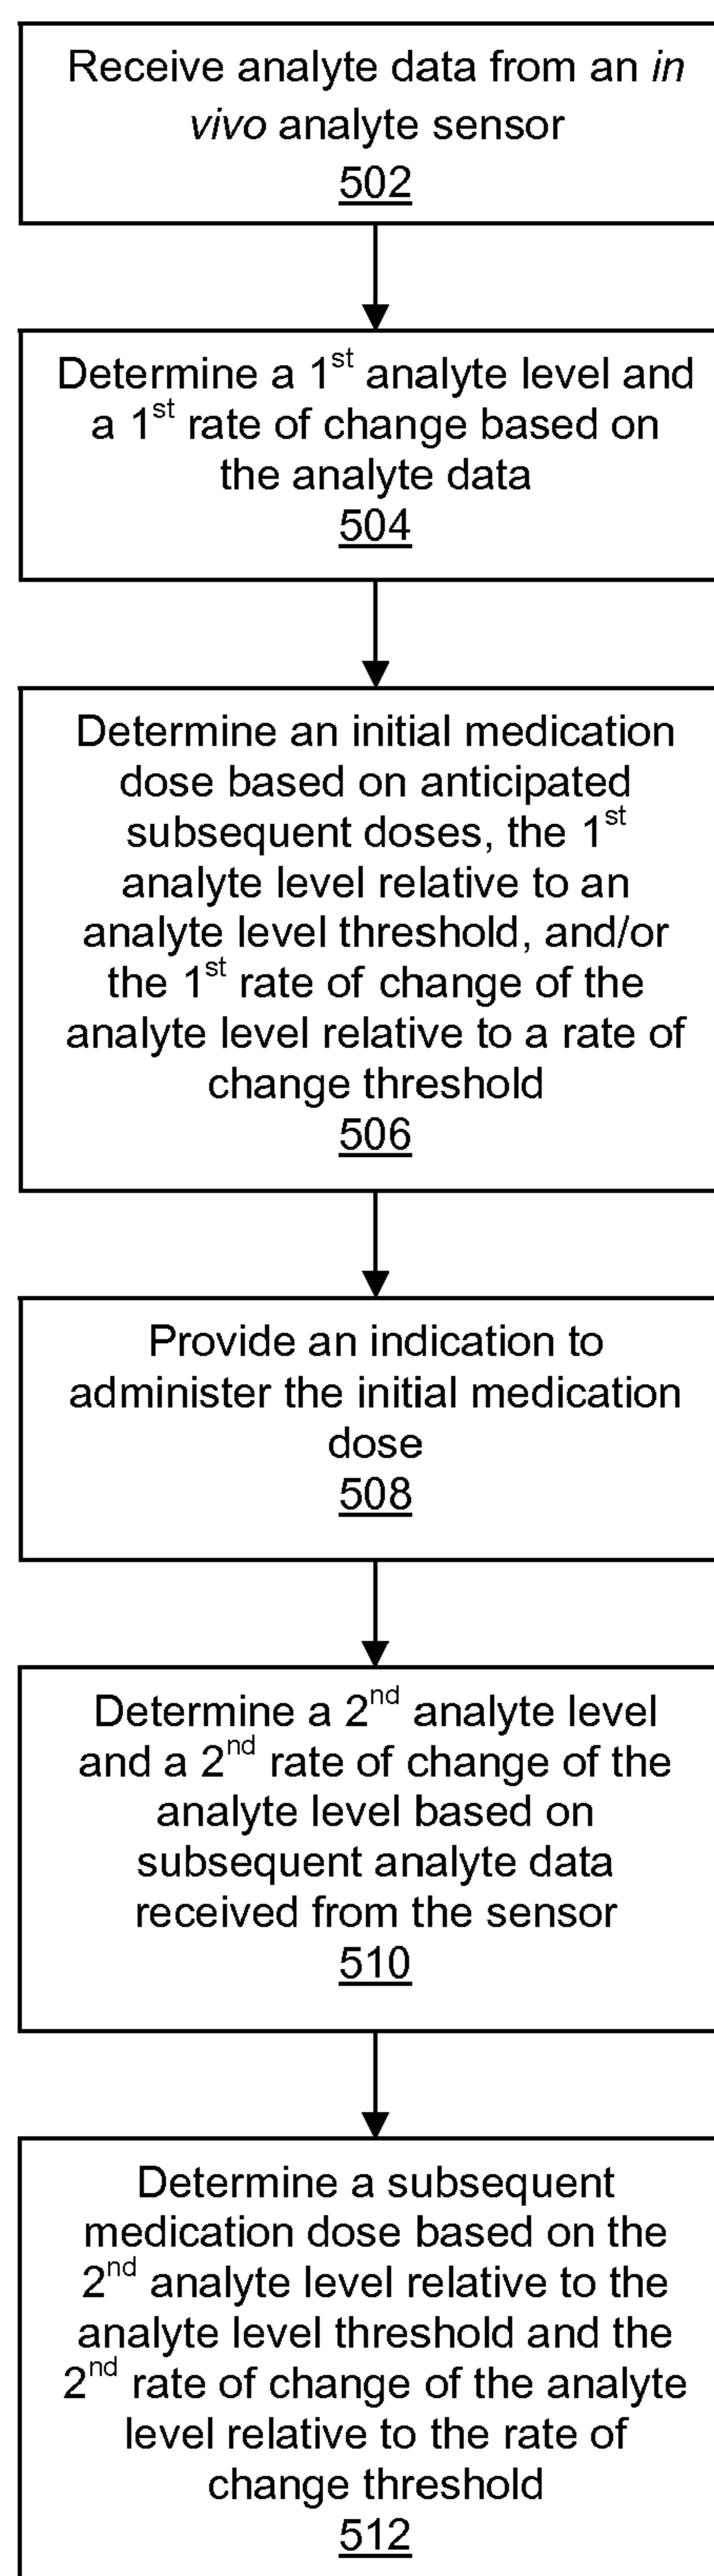 Receive analyte data from an in
vivo analyte sensor
502
Determine a 1st analyte level and
a 1st rate of change based on
the analyte data
504
Determine an initial medication
dose based on anticipated
subsequent doses, the 1st
analyte level relative to an
analyte level threshold, and/or
the 1st rate of change of the
analyte level relative to a rate of
change threshold
506
Provide an indication to
administer the initial medication
dose
508
Determine a 2nd analyte level
and a 2nd rate of change of the
analyte level based on
subsequent analyte data
received from the sensor
510
Determine a subsequent
medication dose based on the
2nd analyte level relative to the
analyte level threshold and the
2nd rate of change of the analyte
level relative to the rate of
change threshold
512